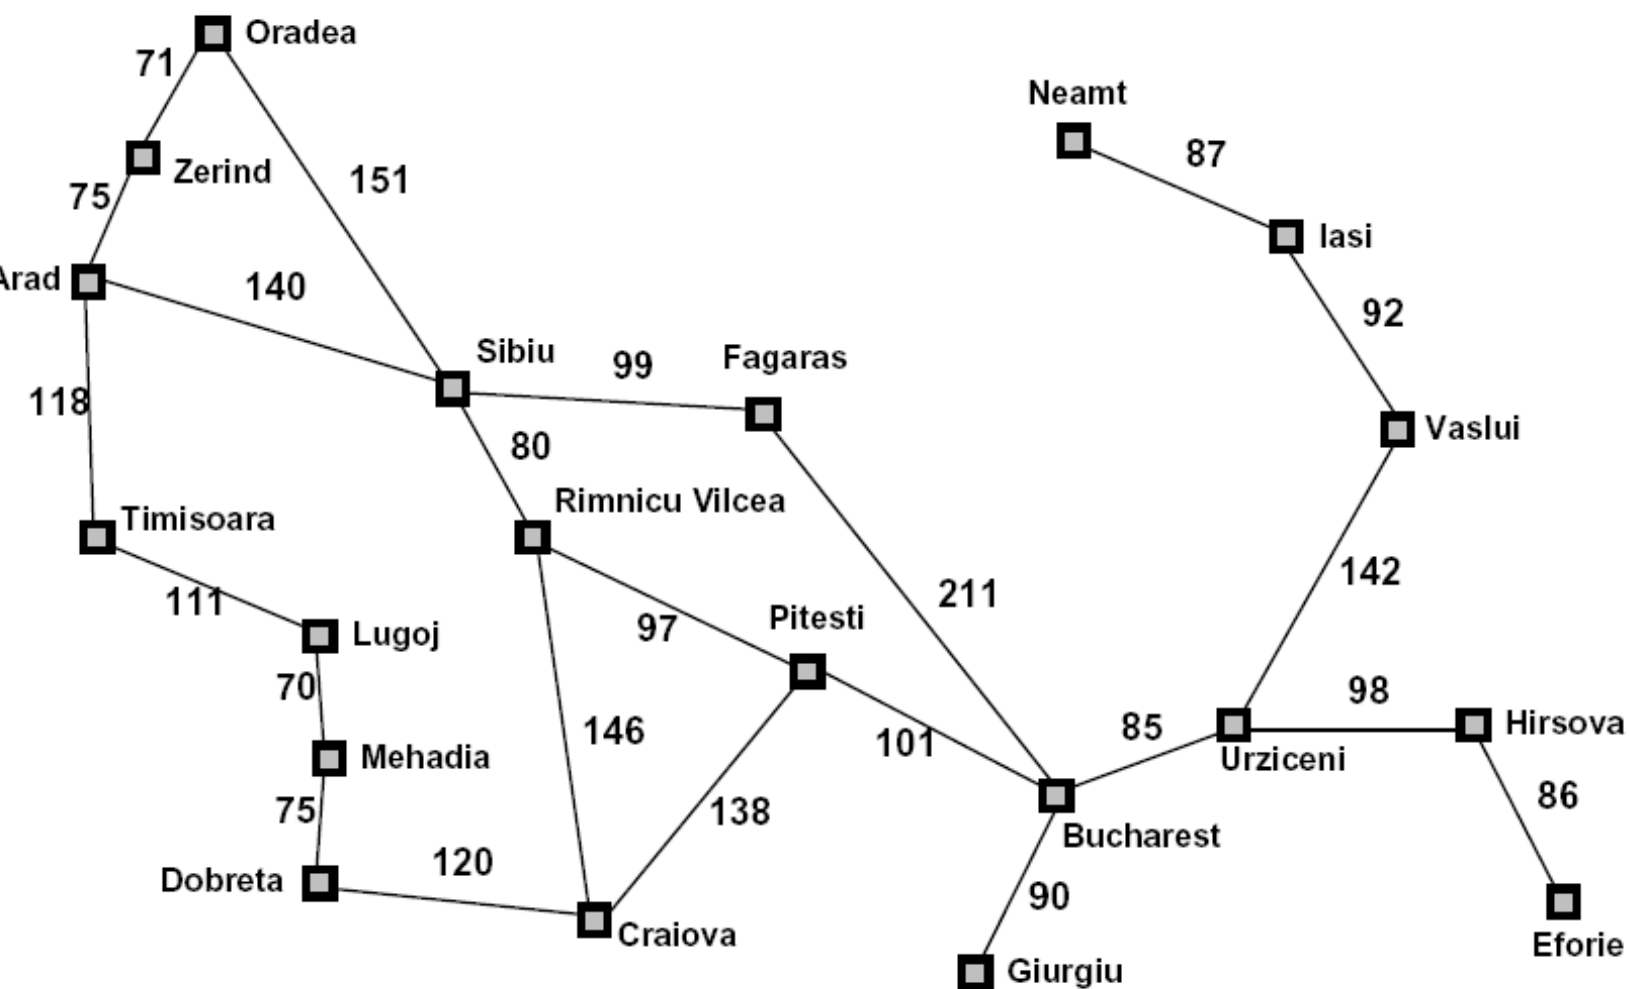 Oradea
71
Neamt
87
Zerind
151
75
Iasi
Arad
140
92
Sibiu
99
Fagaras
118
Vaslui
80
Rimnicu Vilcea
Timisoara
142
211
111
97
Pitesti
Lugoj
70
98
Hirsova
146
85
101
Urziceni
Mehadia
86
75
138
Bucharest
120
Dobreta
90
Craiova
Eforie
Giurgiu